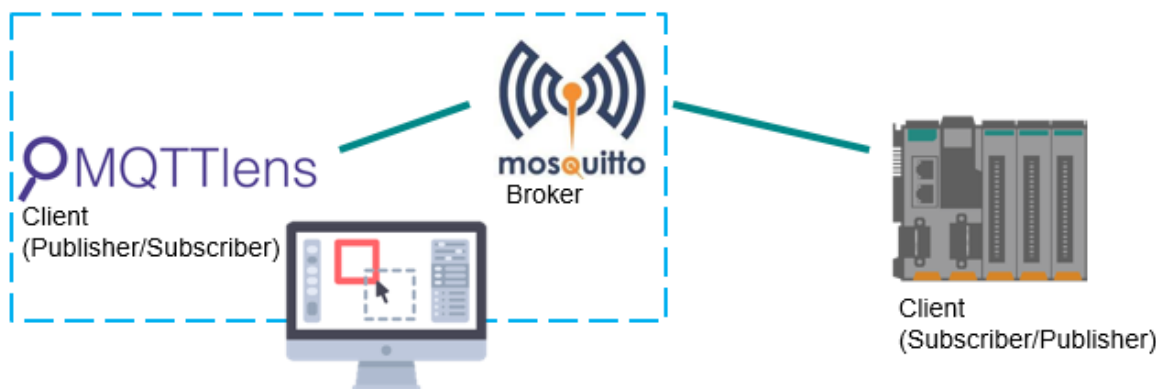 MQTTlens
Client
(Publisher/Subscriber)
mosquitto
Broker
Client
(Subscriber/Publisher)